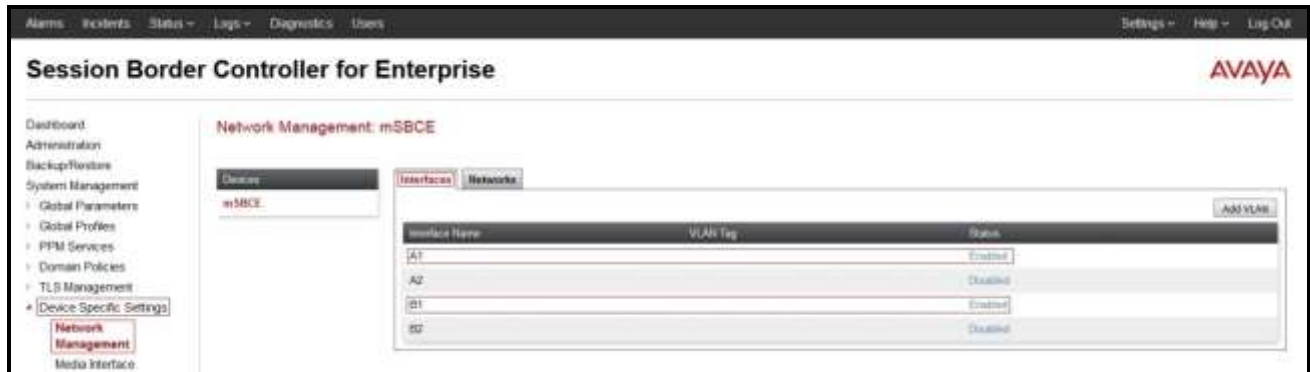 Alarms Incidents Status Logs Diagnostics Users Settings Help Log Out
Session Border Controller for Enterprise
AVAYA
Dashboard
Administration
Backup/Restore
System Management
Global Parameters
Global Profiles
PPM Services
Domain Policies
TLS Management
Device Specific Settings
Network Management
Media Interface
Network Management: mSBCE
Devices
mSBCE
Interfaces Networks
Add VLAN
Interface Name VLAN Tag Status
A1 Enabled
A2 Disabled
B1 Enabled
B2 Disabled